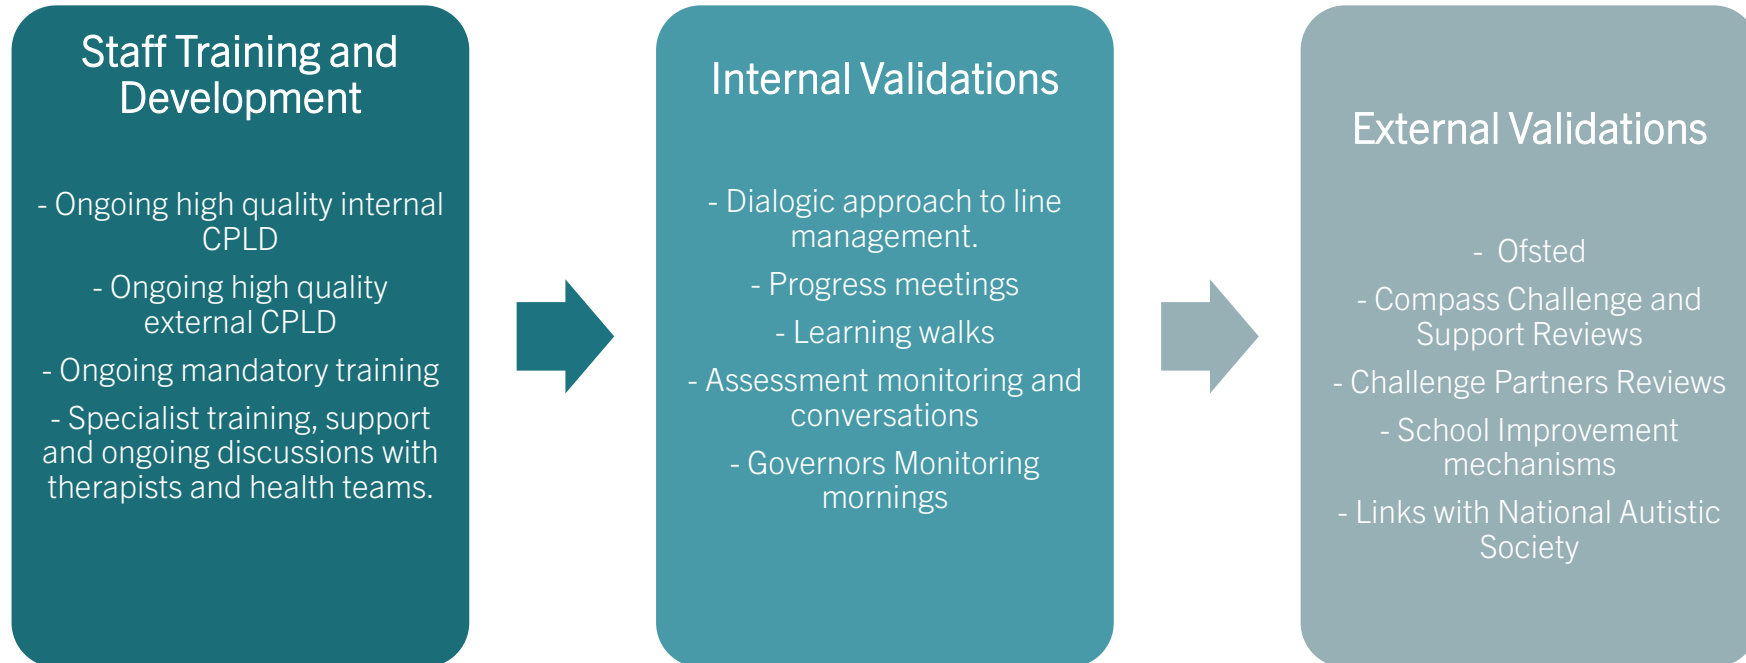 Staff Training and
Development
- Ongoing high quality internal
CPLD
- Ongoing high quality
external CPLD
- Ongoing mandatory training
- Specialist training, support
and ongoing discussions with
therapists and health teams.
Internal Validations
- Dialogic approach to line
management.
- Progress meetings
- Learning walks
- Assessment monitoring and
conversations
- Governors Monitoring
mornings
External Validations
- Ofsted
- Compass Challenge and
Support Reviews
- Challenge Partners Reviews
- School Improvement
mechanisms
- Links with National Autistic
Society